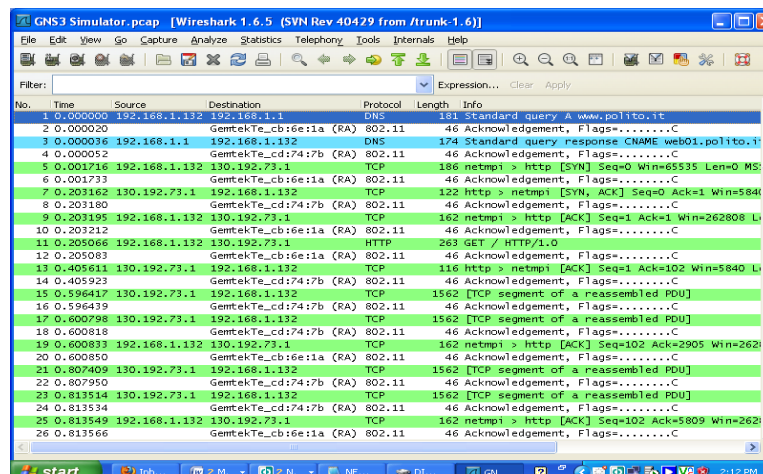 GNS3 Simulator.pcap [Wireshark 1.6.5 (SVN Rev 40429 from /trunk-1.6)]
File Edit View Go Capture Analyze Statistics Telephony Tools Internals Help
Filter: Expression... Clear Apply
No. Time Source Destination Protocol Length Info
1 0.000000 192.168.1.132 192.168.1.1 DNS 181 Standard query A www.polito.it
2 0.000020 GemtekTe_cb:6e:1a (RA) 802.11 46 Acknowledgement, Flags=........C
3 0.000036 192.168.1.1 192.168.1.132 DNS 174 Standard query response CNAME web01.polito.i
4 0.000052 GemtekTe_cd:74:7b (RA) 802.11 46 Acknowledgement, Flags=........C
5 0.001716 192.168.1.132 130.192.73.1 TCP 186 netmpi > http [SYN] Seq=0 Win=65535 Len=0 MS
6 0.001733 GemtekTe_cb:6e:1a (RA) 802.11 46 Acknowledgement, Flags=........C
7 0.203162 130.192.73.1 192.168.1.132 TCP 122 http > netmpi [SYN, ACK] Seq=0 Ack=1 Win=584
8 0.203180 GemtekTe_cd:74:7b (RA) 802.11 46 Acknowledgement, Flags=........C
9 0.203195 192.168.1.132 130.192.73.1 TCP 162 netmpi > http [ACK] Seq=1 Ack=1 Win=262808 L
10 0.203212 GemtekTe_cb:6e:1a (RA) 802.11 46 Acknowledgement, Flags=........C
11 0.205066 192.168.1.132 130.192.73.1 HTTP 263 GET / HTTP/1.0
12 0.205083 GemtekTe_cb:6e:1a (RA) 802.11 46 Acknowledgement, Flags=........C
13 0.405611 130.192.73.1 192.168.1.132 TCP 116 http > netmpi [ACK] Seq=1 Ack=102 Win=5840 L
14 0.405923 GemtekTe_cd:74:7b (RA) 802.11 46 Acknowledgement, Flags=........C
15 0.596417 130.192.73.1 192.168.1.132 TCP 1562 [TCP segment of a reassembled PDU]
16 0.596439 GemtekTe_cd:74:7b (RA) 802.11 46 Acknowledgement, Flags=........C
17 0.600798 130.192.73.1 192.168.1.132 TCP 1562 [TCP segment of a reassembled PDU]
18 0.600818 GemtekTe_cd:74:7b (RA) 802.11 46 Acknowledgement, Flags=........C
19 0.600833 192.168.1.132 130.192.73.1 TCP 162 netmpi > http [ACK] Seq=102 Ack=2905 Win=262
20 0.600850 GemtekTe_cb:6e:1a (RA) 802.11 46 Acknowledgement, Flags=........C
21 0.807409 130.192.73.1 192.168.1.132 TCP 1562 [TCP segment of a reassembled PDU]
22 0.807950 GemtekTe_cd:74:7b (RA) 802.11 46 Acknowledgement, Flags=........C
23 0.813514 130.192.73.1 192.168.1.132 TCP 1562 [TCP segment of a reassembled PDU]
24 0.813534 GemtekTe_cd:74:7b (RA) 802.11 46 Acknowledgement, Flags=........C
25 0.813549 192.168.1.132 130.192.73.1 TCP 162 netmpi > http [ACK] Seq=102 Ack=5809 Win=262
26 0.813566 GemtekTe_cb:6e:1a (RA) 802.11 46 Acknowledgement, Flags=........C
start 2 M.. 2 N.. NE.. DI.. GN.. 2:12 PM